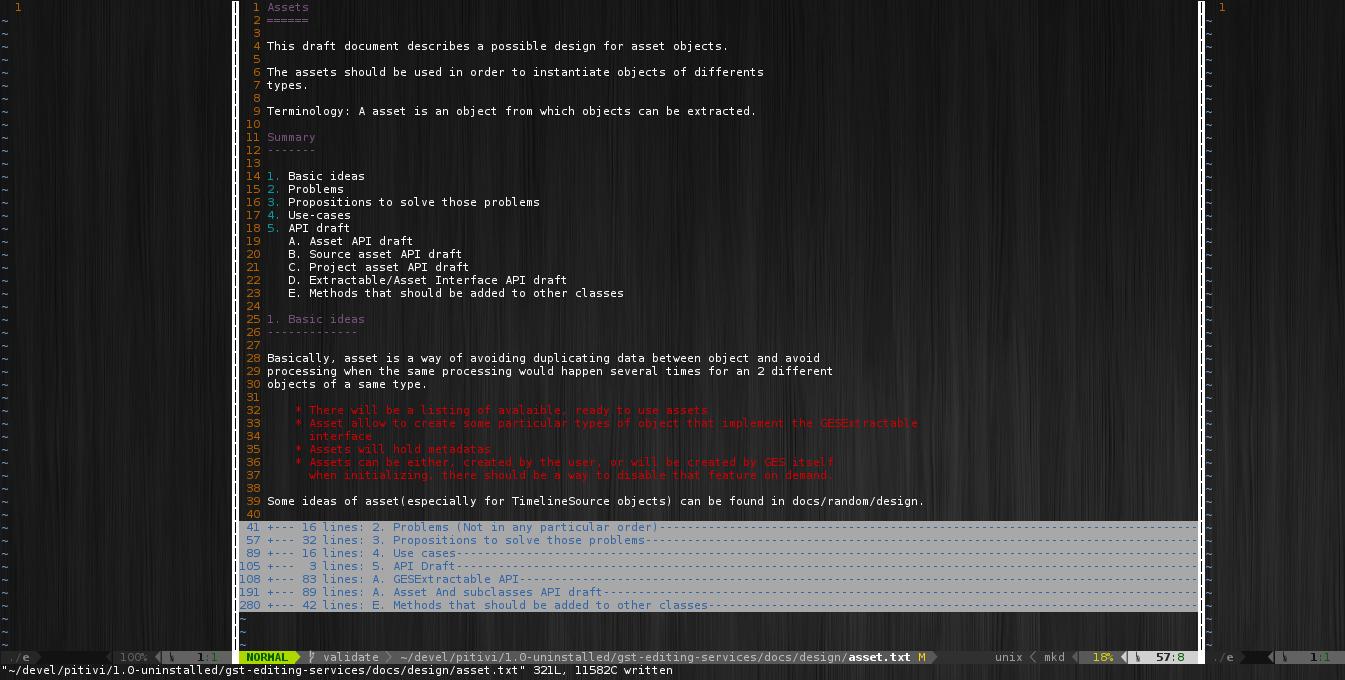 1
1 Assets
1
2 ======
3
4 This draft document describes a possible design for asset objects.
5
6 The assets should be used in order to instantiate objects of differents
7 types.
8
9 Terminology: A asset is an object from which objects can be extracted.
10
11 Summary
12 -------
13
14 1. Basic ideas
15 2. Problems
16 3. Propositions to solve those problems
17 4. Use-cases
18 5. API draft
19 A. Asset API draft
20 B. Source asset API draft
21 C. Project asset API draft
22 D. Extractable/Asset Interface API draft
23 E. Methods that should be added to other classes
24
25 1. Basic ideas
26 -------------
27
28 Basically, asset is a way of avoiding duplicating data between object and avoid
29 processing when the same processing would happen several times for an 2 different
30 objects of a same type.
31
32 * There will be a listing of avalaible, ready to use assets
33 * Asset allow to create some particular types of object that implement the GESExtractable
34 interface
35 * Assets will hold metadatas
36 * Assets can be either, created by the user, or will be created by GES itself
37 when initializing, there should be a way to disable that feature on demand.
38
39 Some ideas of asset(especially for TimelineSource objects) can be found in docs/random/design.
40
41 +--- 16 lines: 2. Problems (Not in any particular order)---
57 +--- 32 lines: 3. Propositions to solve those problems---
89 +--- 16 lines: 4. Use cases---
105 +--- 3 lines: 5. API Draft---
108 +--- 83 lines: A. GESExtractable API---
191 +--- 89 lines: A. Asset And subclasses API draft---
280 +--- 42 lines: E. Methods that should be added to other classes---
./e 100% 1:1 NORMAL validate ~/devel/pitivi/1.0-uninstalled/gst-editing-services/docs/design/asset.txt M unix mkd 18% 57:8 ./e 1:1
"~/devel/pitivi/1.0-uninstalled/gst-editing-services/docs/design/asset.txt" 321L, 11582C written